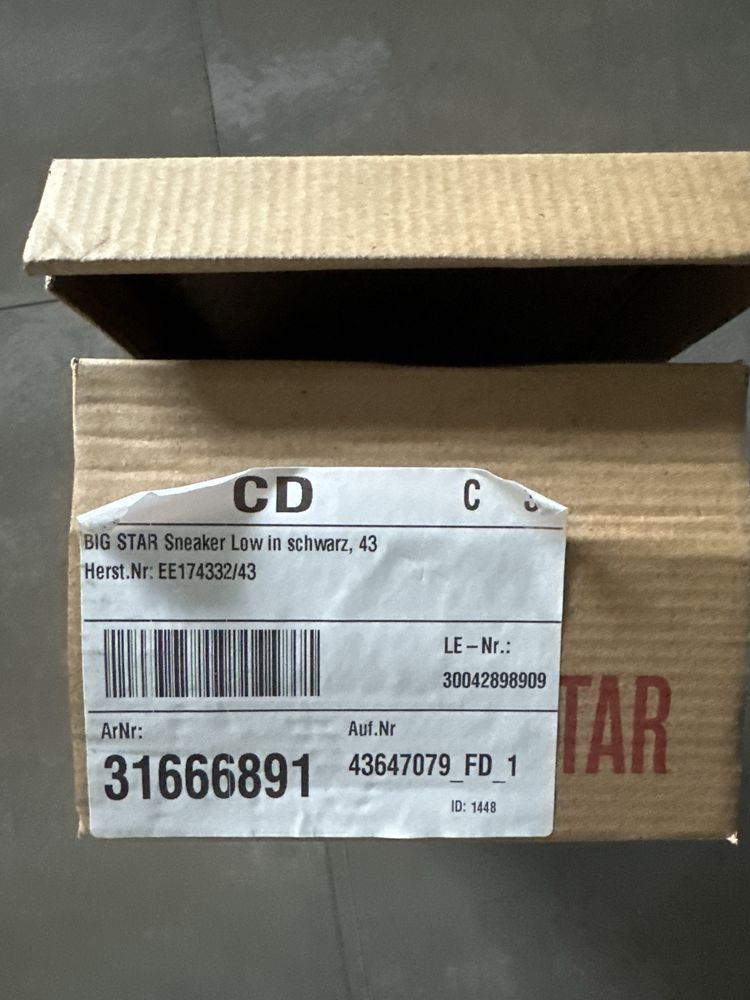 CD C
BIG STAR Sneaker Low in schwarz, 43
Herst.Nr: EE174332/43
LE-Nr.:
30042898909
ArNr: Auf.Nr
31666891 43647079_FD_1
ID: 1448
TAR